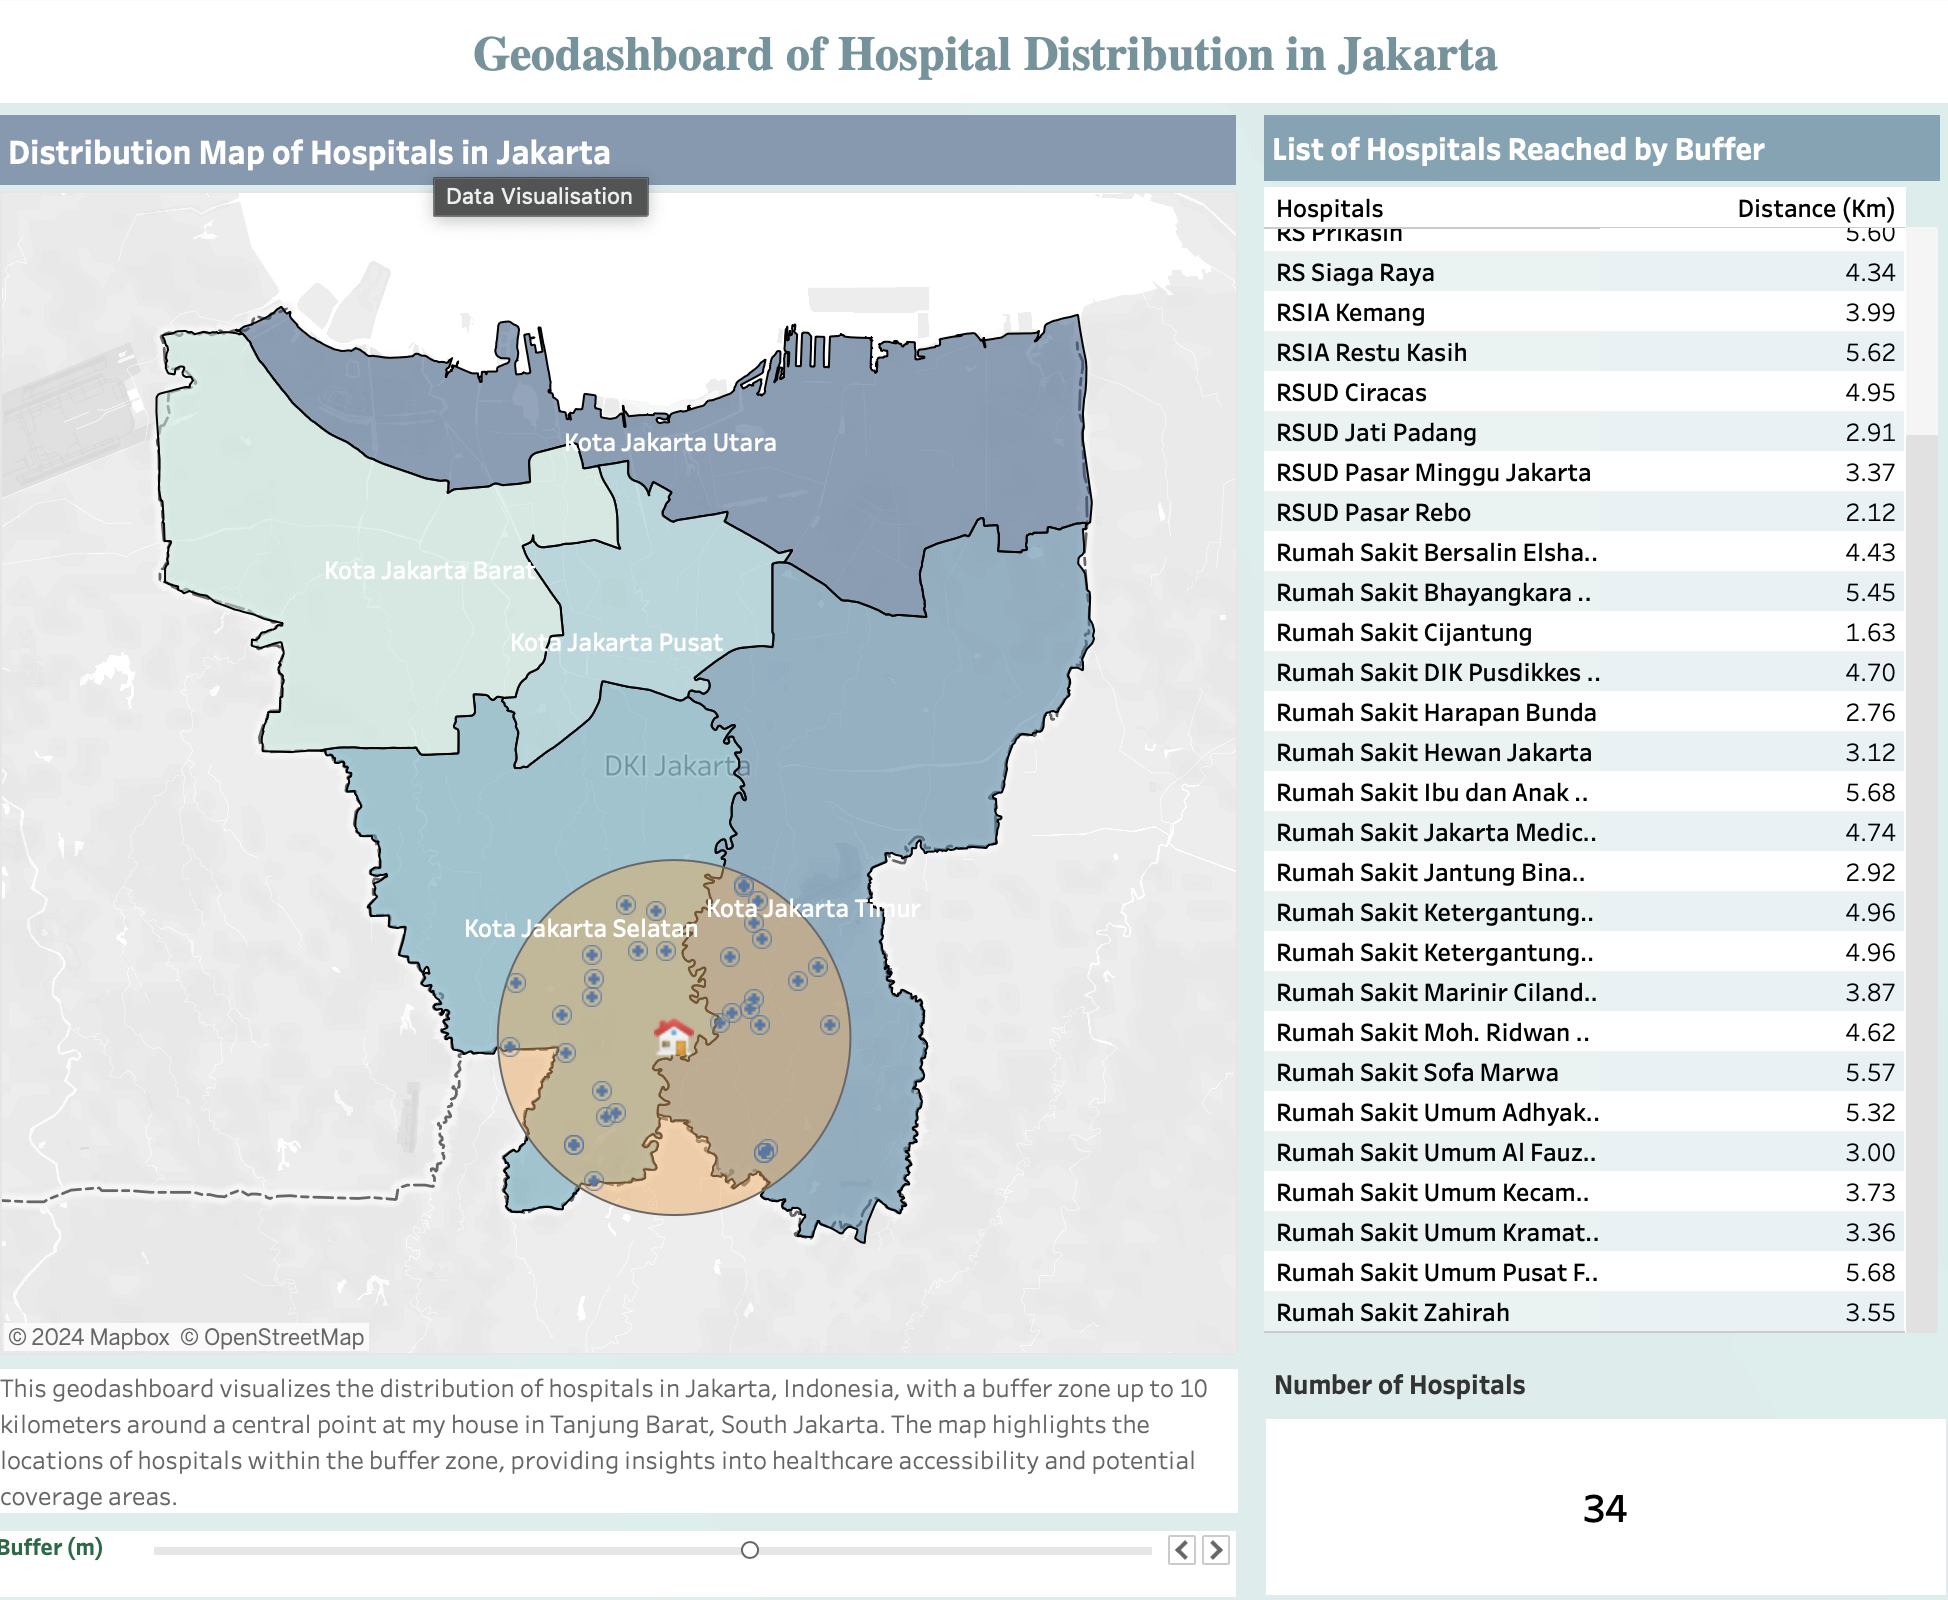 Geodashboard of Hospital Distribution in Jakarta
Distribution Map of Hospitals in Jakarta
Data Visualisation
Kota Jakarta Utara
Kota Jakarta Barat
Kota Jakarta Pusat
DKI Jakarta
Kota Jakarta Timur
Kota Jakarta Selatan
© 2024 Mapbox © OpenStreetMap
This geodashboard visualizes the distribution of hospitals in Jakarta, Indonesia, with a buffer zone up to 10
kilometers around a central point at my house in Tanjung Barat, South Jakarta. The map highlights the
locations of hospitals within the buffer zone, providing insights into healthcare accessibility and potential
coverage areas.
Buffer (m)
List of Hospitals Reached by Buffer
Hospitals Distance (Km)
RS Prikasih 5.60
RS Siaga Raya 4.34
RSIA Kemang 3.99
RSIA Restu Kasih 5.62
RSUD Ciracas 4.95
RSUD Jati Padang 2.91
RSUD Pasar Minggu Jakarta 3.37
RSUD Pasar Rebo 2.12
Rumah Sakit Bersalin Elsha.. 4.43
Rumah Sakit Bhayangkara .. 5.45
Rumah Sakit Cijantung 1.63
Rumah Sakit DIK Pusdikkes .. 4.70
Rumah Sakit Harapan Bunda 2.76
Rumah Sakit Hewan Jakarta 3.12
Rumah Sakit Ibu dan Anak .. 5.68
Rumah Sakit Jakarta Medic.. 4.74
Rumah Sakit Jantung Bina.. 2.92
Rumah Sakit Ketergantung.. 4.96
Rumah Sakit Ketergantung.. 4.96
Rumah Sakit Marinir Ciland.. 3.87
Rumah Sakit Moh. Ridwan .. 4.62
Rumah Sakit Sofa Marwa 5.57
Rumah Sakit Umum Adhyak.. 5.32
Rumah Sakit Umum Al Fauz.. 3.00
Rumah Sakit Umum Kecam.. 3.73
Rumah Sakit Umum Kramat.. 3.36
Rumah Sakit Umum Pusat F.. 5.68
Rumah Sakit Zahirah 3.55
Number of Hospitals
34